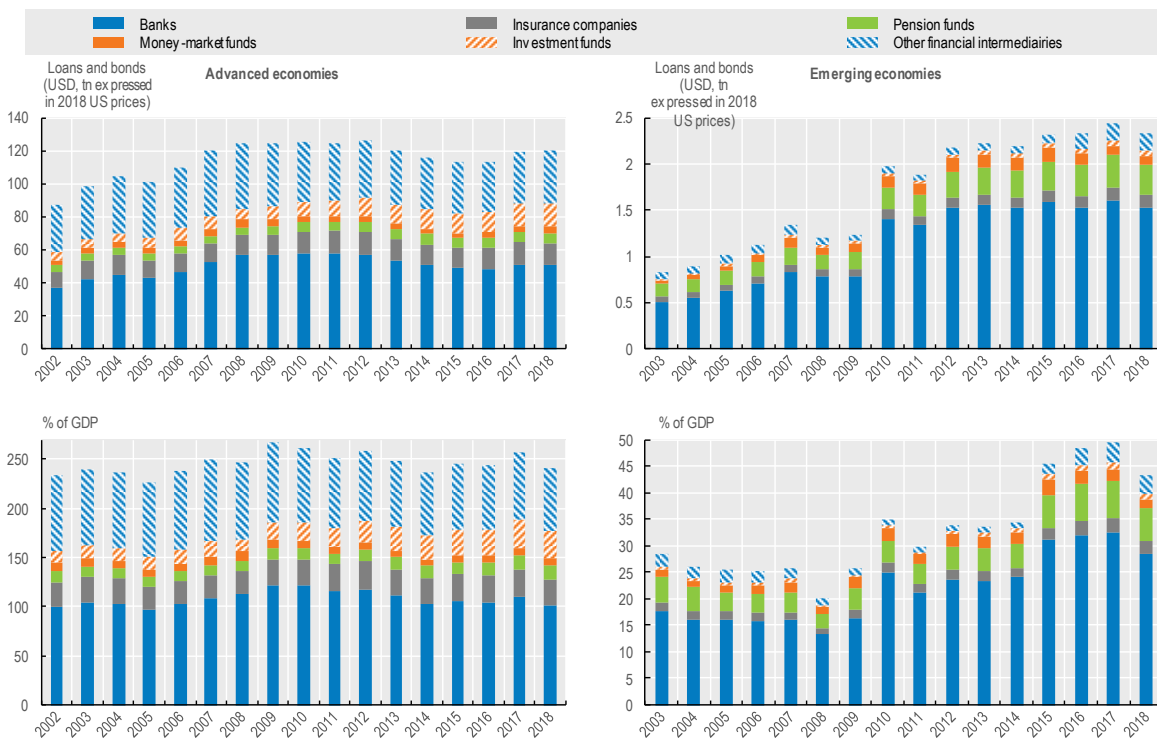 Banks
Insurance companies
Pension funds
Money-market funds
Investment funds
Other financial intermediairies
Loans and bonds
(USD, tn expressed
in 2018 US prices)
Advanced economies
140
120
100
80
60
40
20
0
2002 2003 2004 2005 2006 2007 2008 2009 2010 2011 2012 2013 2014 2015 2016 2017 2018
Loans and bonds
(USD, tn
expressed in 2018
US prices)
Emerging economies
2.5
2
1.5
1
0.5
0
2003 2004 2005 2006 2007 2008 2009 2010 2011 2012 2013 2014 2015 2016 2017 2018
% of GDP
250
200
150
100
50
0
2002 2003 2004 2005 2006 2007 2008 2009 2010 2011 2012 2013 2014 2015 2016 2017 2018
% of GDP
50
45
40
35
30
25
20
15
10
5
0
2003 2004 2005 2006 2007 2008 2009 2010 2011 2012 2013 2014 2015 2016 2017 2018